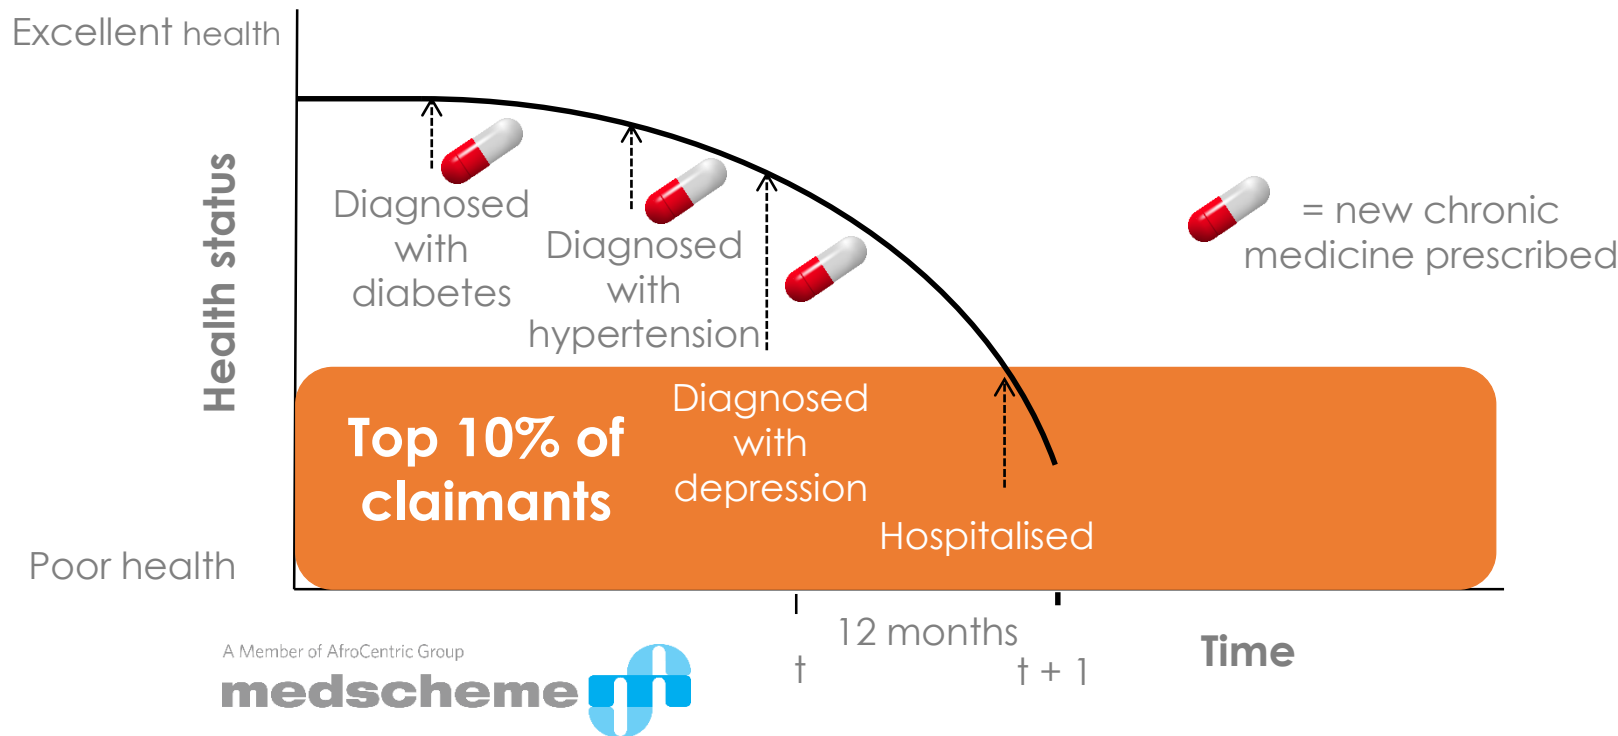 Excellent health
Health status
Poor health
Diagnosed
with
diabetes
Diagnosed
with
hypertension
Diagnosed
with
depression
Hospitalised
Top 10% of
claimants
= new chronic
medicine prescribed
t
12 months
t + 1
Time
A Member of AfroCentric Group
medscheme